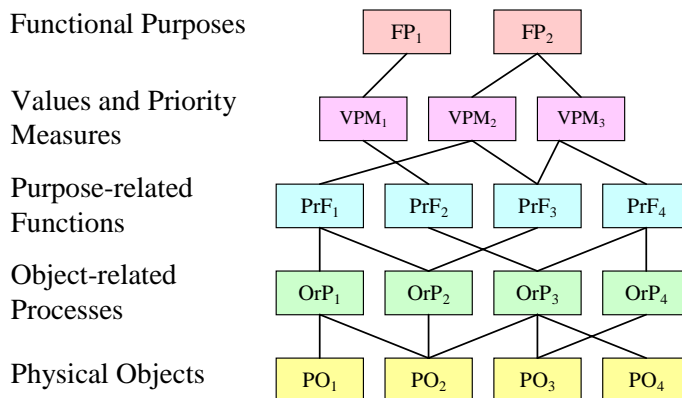 Functional Purposes
FP₁ FP₂
Values and Priority
Measures
VPM₁ VPM₂ VPM₃
Purpose-related
Functions
PrF₁ PrF₂ PrF₃ PrF₄
Object-related
Processes
OrP₁ OrP₂ OrP₃ OrP₄
Physical Objects
PO₁ PO₂ PO₃ PO₄